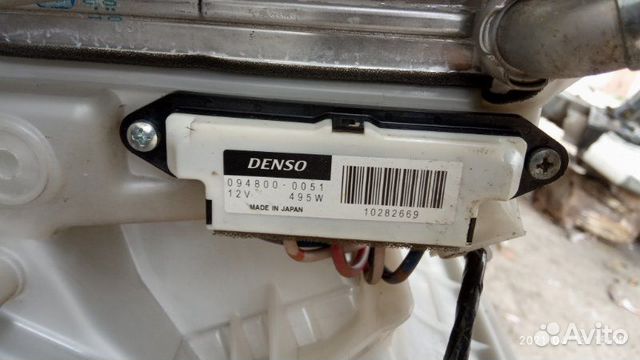 DENSO
094800-0051
12V 495W
MADE IN JAPAN
10282669
Avito